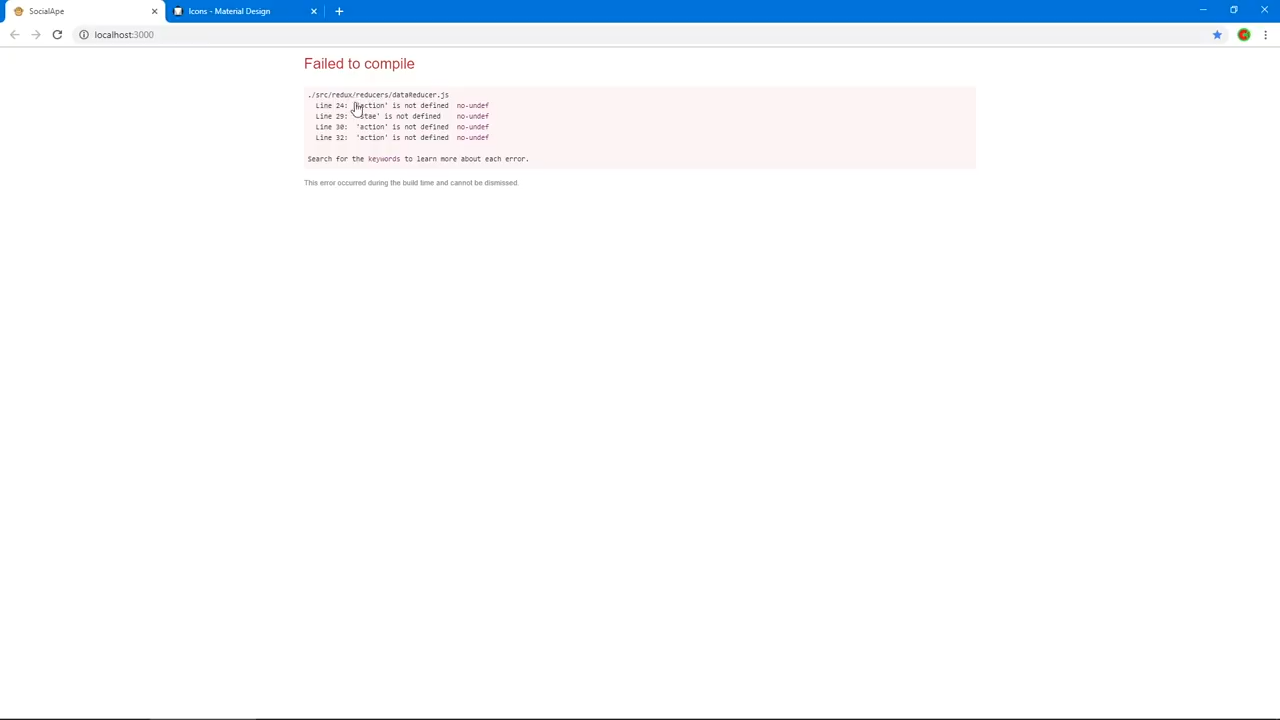 SocialApe
Icons - Material Design
localhost:3000
Failed to compile
./src/redux/reducers/dataReducer.js
Line 24: 'action' is not defined no-undef
Line 29: 'stae' is not defined no-undef
Line 30: 'action' is not defined no-undef
Line 32: 'action' is not defined no-undef
Search for the keywords to learn more about each error.
This error occurred during the build time and cannot be dismissed.